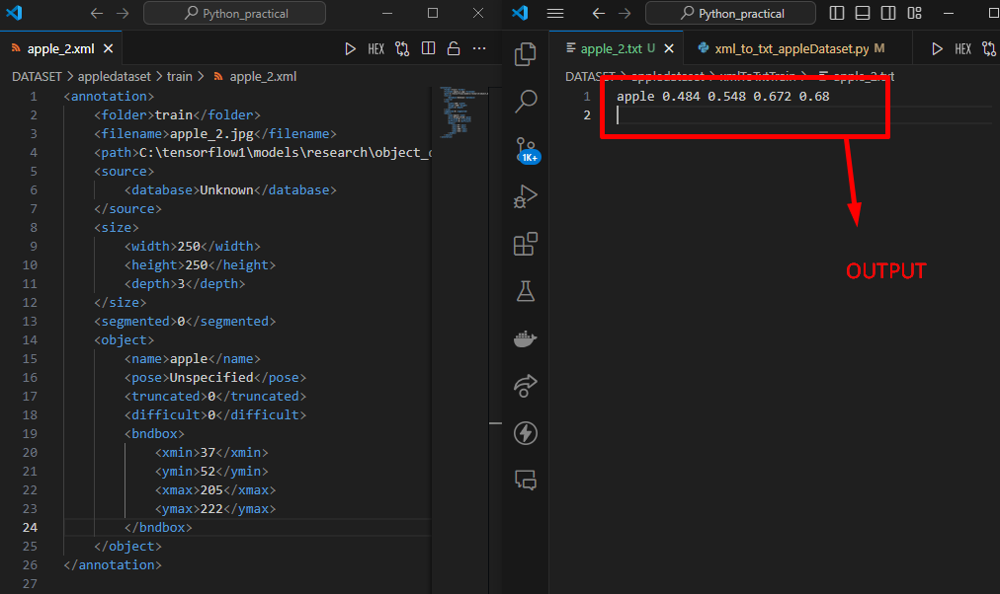 Python_practical
Python_practical
apple_2.xml
HEX
apple_2.txt U
xml_to_txt_appleDataset.py M
HEX
DATASET > appledataset > train > apple_2.xml
DATASET > appledataset > xmlToTxtTrain > apple_2.txt
1 <annotation>
2 <folder>train</folder>
3 <filename>apple_2.jpg</filename>
4 <path>C:\tensorflow1\models\research\object_
5 <source>
6 <database>Unknown</database>
7 </source>
8 <size>
9 <width>250</width>
10 <height>250</height>
11 <depth>3</depth>
12 </size>
13 <segmented>0</segmented>
14 <object>
15 <name>apple</name>
16 <pose>Unspecified</pose>
17 <truncated>0</truncated>
18 <difficult>0</difficult>
19 <bndbox>
20 <xmin>37</xmin>
21 <ymin>52</ymin>
22 <xmax>205</xmax>
23 <ymax>222</ymax>
24 </bndbox>
25 </object>
26 </annotation>
27
1K+
1 apple 0.484 0.548 0.672 0.68
2
OUTPUT